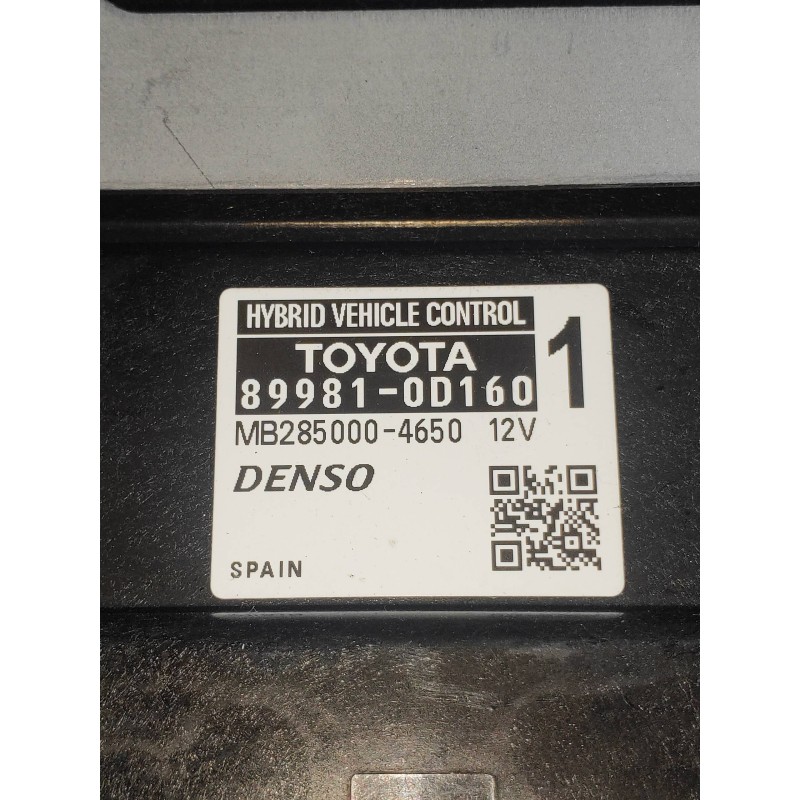 HYBRID VEHICLE CONTROL
TOYOTA 1
89981-0D160
MB285000-4650 12V
DENSO
SPAIN